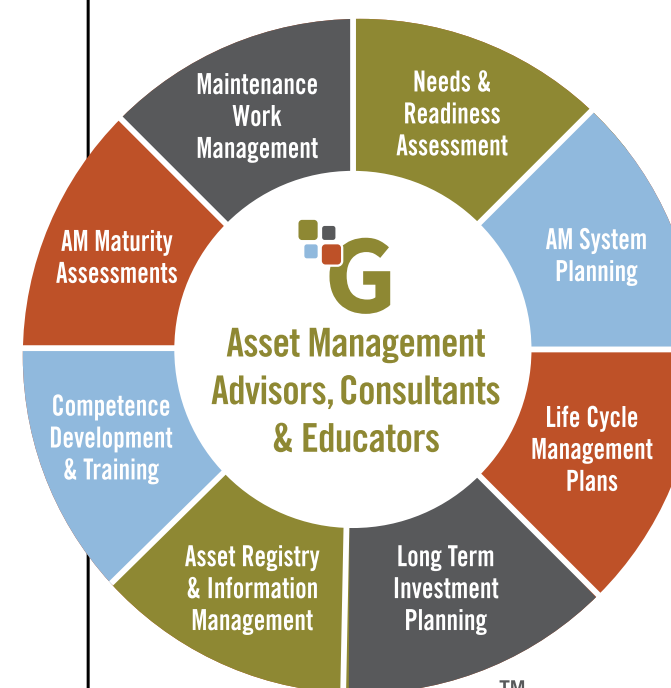 Maintenance
Work
Management
Needs &
Readiness
Assessment
AM System
Planning
Life Cycle
Management
Plans
Long Term
Investment
Planning
Asset Registry
& Information
Management
Competence
Development
& Training
AM Maturity
Assessments
G
Asset Management
Advisors, Consultants
& Educators
TM